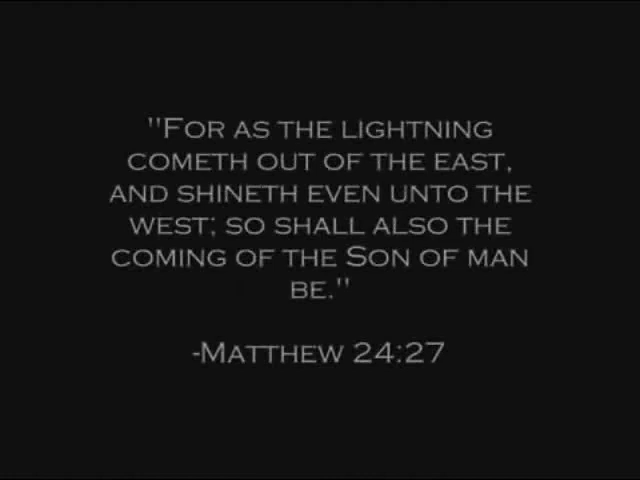 "For as the lightning
cometh out of the east,
and shineth even unto the
west; so shall also the
coming of the Son of man
be."
-Matthew 24:27